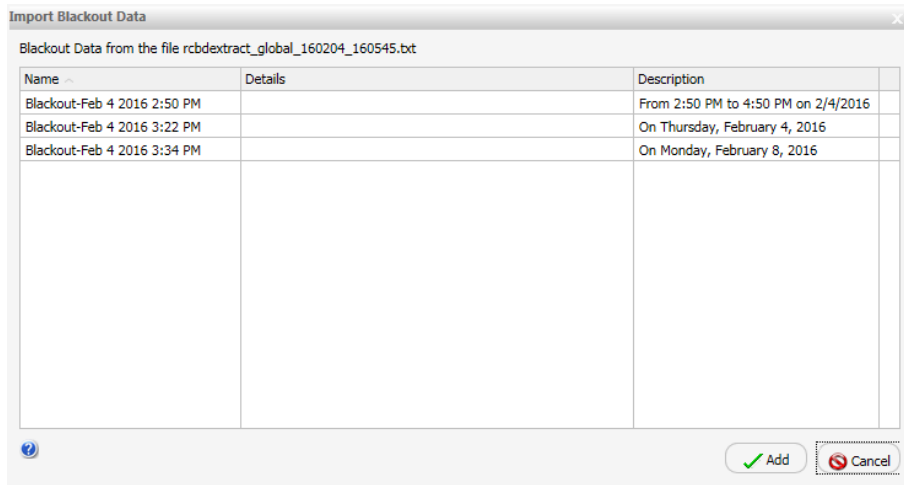 Import Blackout Data
Blackout Data from the file rcbdextract_global_160204_160545.txt
Name Details Description
Blackout-Feb 4 2016 2:50 PM From 2:50 PM to 4:50 PM on 2/4/2016
Blackout-Feb 4 2016 3:22 PM On Thursday, February 4, 2016
Blackout-Feb 4 2016 3:34 PM On Monday, February 8, 2016
Add Cancel